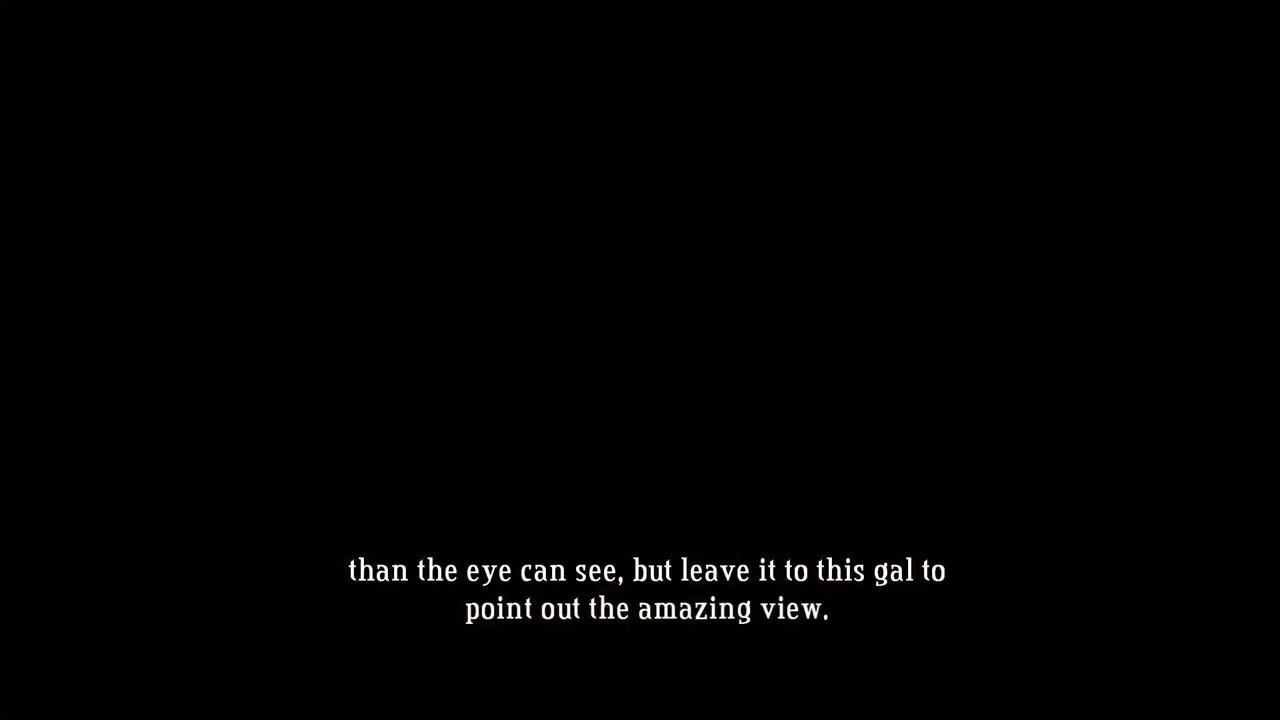 than the eye can see, but leave it to this gal to
point out the amazing view.